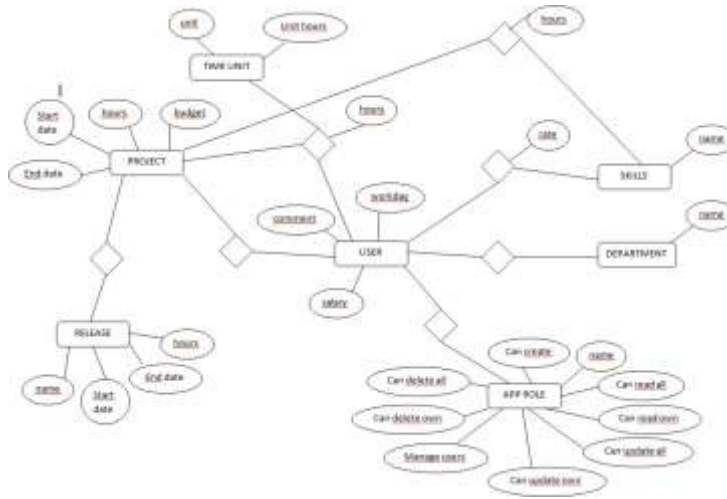 unit
Unit hours
hours
TIME UNIT
Start
date
hours
budget
hours
rate
name
PROJECT
End date
SKILLS
workday
comment
name
USER
DEPARTMENT
salary
RELEASE
hours
Can create
name
Can delete all
Can read all
End date
name
Start
date
APP ROLE
Can delete own
Can read own
Manage users
Can update all
Can update own